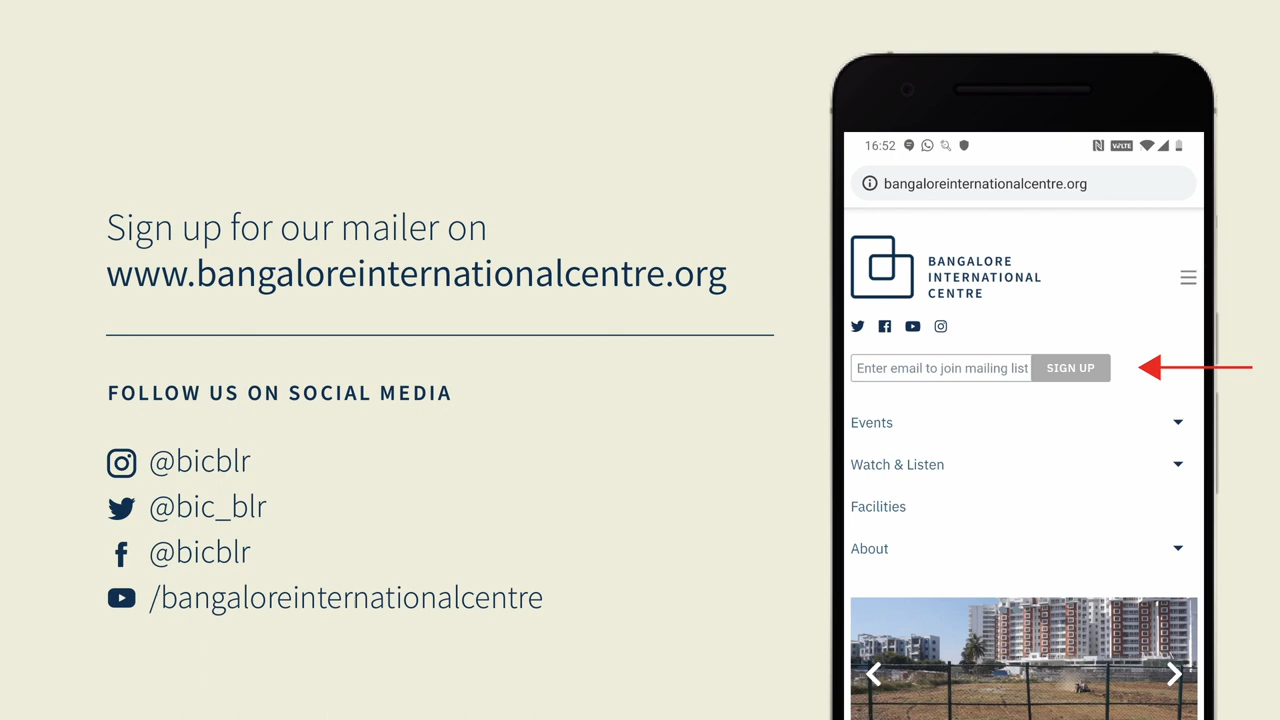 Sign up for our mailer on
www.bangaloreinternationalcentre.org
FOLLOW US ON SOCIAL MEDIA
@bicblr
@bic_blr
@bicblr
/bangaloreinternationalcentre
16:52
VoLTE
bangaloreinternationalcentre.org
BANGALORE
INTERNATIONAL
CENTRE
Enter email to join mailing list
SIGN UP
Events
Watch & Listen
Facilities
About